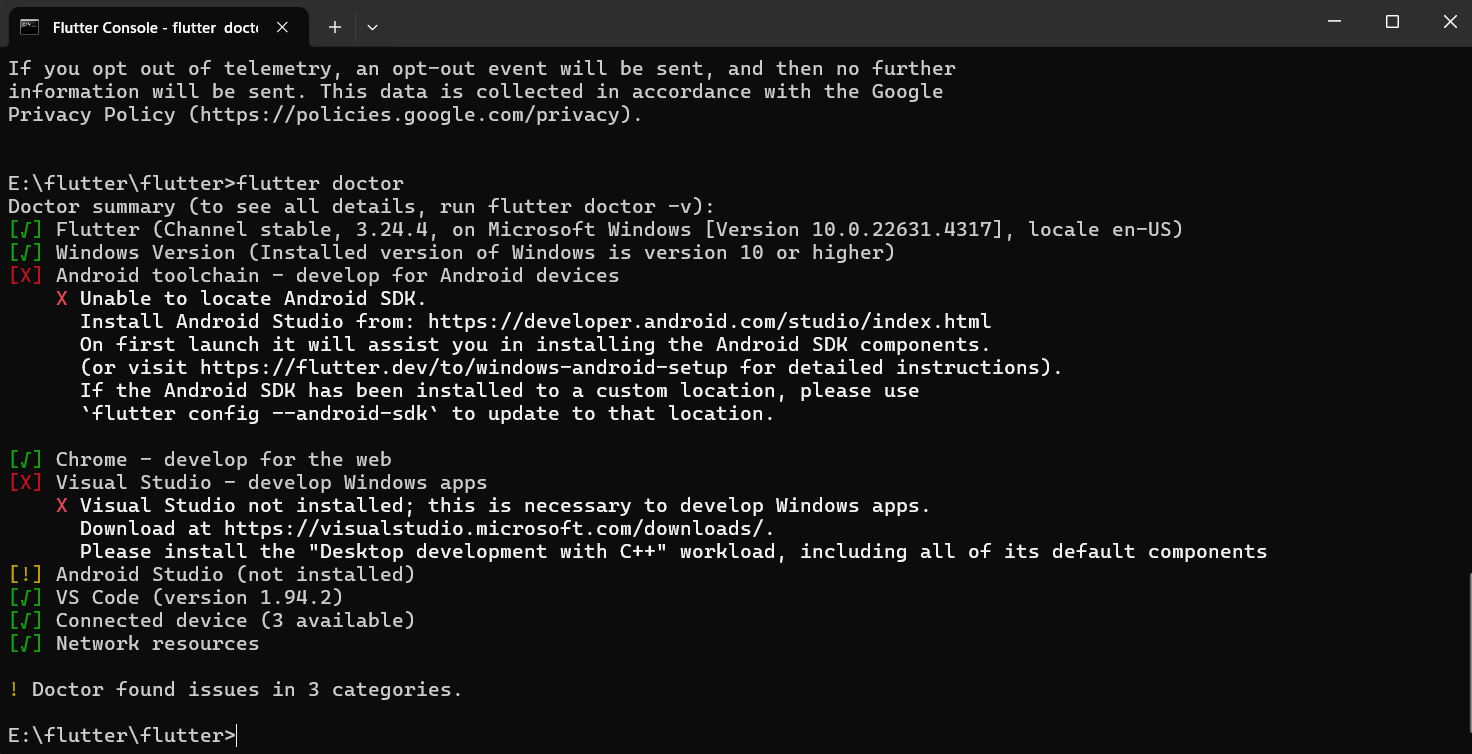 Flutter Console - flutter docto
If you opt out of telemetry, an opt-out event will be sent, and then no further
information will be sent. This data is collected in accordance with the Google
Privacy Policy (https://policies.google.com/privacy).
E:\flutter\flutter>flutter doctor
Doctor summary (to see all details, run flutter doctor -v):
[√] Flutter (Channel stable, 3.24.4, on Microsoft Windows [Version 10.0.22631.4317], locale en-US)
[√] Windows Version (Installed version of Windows is version 10 or higher)
[X] Android toolchain - develop for Android devices
X Unable to locate Android SDK.
Install Android Studio from: https://developer.android.com/studio/index.html
On first launch it will assist you in installing the Android SDK components.
(or visit https://flutter.dev/to/windows-android-setup for detailed instructions).
If the Android SDK has been installed to a custom location, please use
`flutter config --android-sdk` to update to that location.
[√] Chrome - develop for the web
[X] Visual Studio - develop Windows apps
X Visual Studio not installed; this is necessary to develop Windows apps.
Download at https://visualstudio.microsoft.com/downloads/.
Please install the "Desktop development with C++" workload, including all of its default components
[!] Android Studio (not installed)
[√] VS Code (version 1.94.2)
[√] Connected device (3 available)
[√] Network resources
! Doctor found issues in 3 categories.
E:\flutter\flutter>